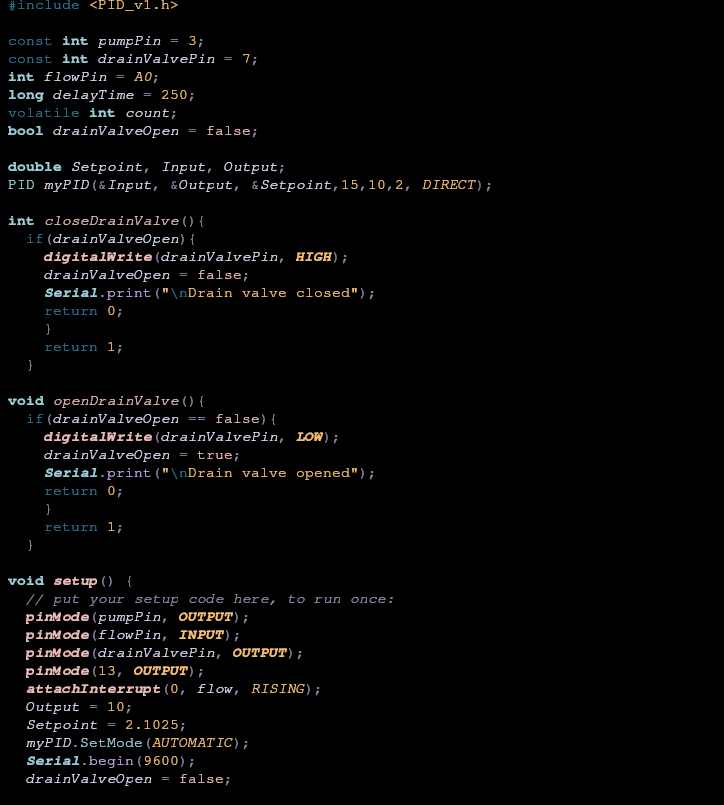 #include <PID_v1.h>

const int pumpPin = 3;
const int drainValvePin = 7;
int flowPin = A0;
long delayTime = 250;
volatile int count;
bool drainValveOpen = false;

double Setpoint, Input, Output;
PID myPID(&Input, &Output, &Setpoint,15,10,2, DIRECT);

int closeDrainValve(){
  if(drainValveOpen){
    digitalWrite(drainValvePin, HIGH);
    drainValveOpen = false;
    Serial.print("\nDrain valve closed");
    return 0;
    }
    return 1;
  }

void openDrainValve(){
  if(drainValveOpen == false){
    digitalWrite(drainValvePin, LOW);
    drainValveOpen = true;
    Serial.print("\nDrain valve opened");
    return 0;
    }
    return 1;
  }

void setup() {
  // put your setup code here, to run once:
  pinMode(pumpPin, OUTPUT);
  pinMode(flowPin, INPUT);
  pinMode(drainValvePin, OUTPUT);
  pinMode(13, OUTPUT);
  attachInterrupt(0, flow, RISING);
  Output = 10;
  Setpoint = 2.1025;
  myPID.SetMode(AUTOMATIC);
  Serial.begin(9600);
  drainValveOpen = false;